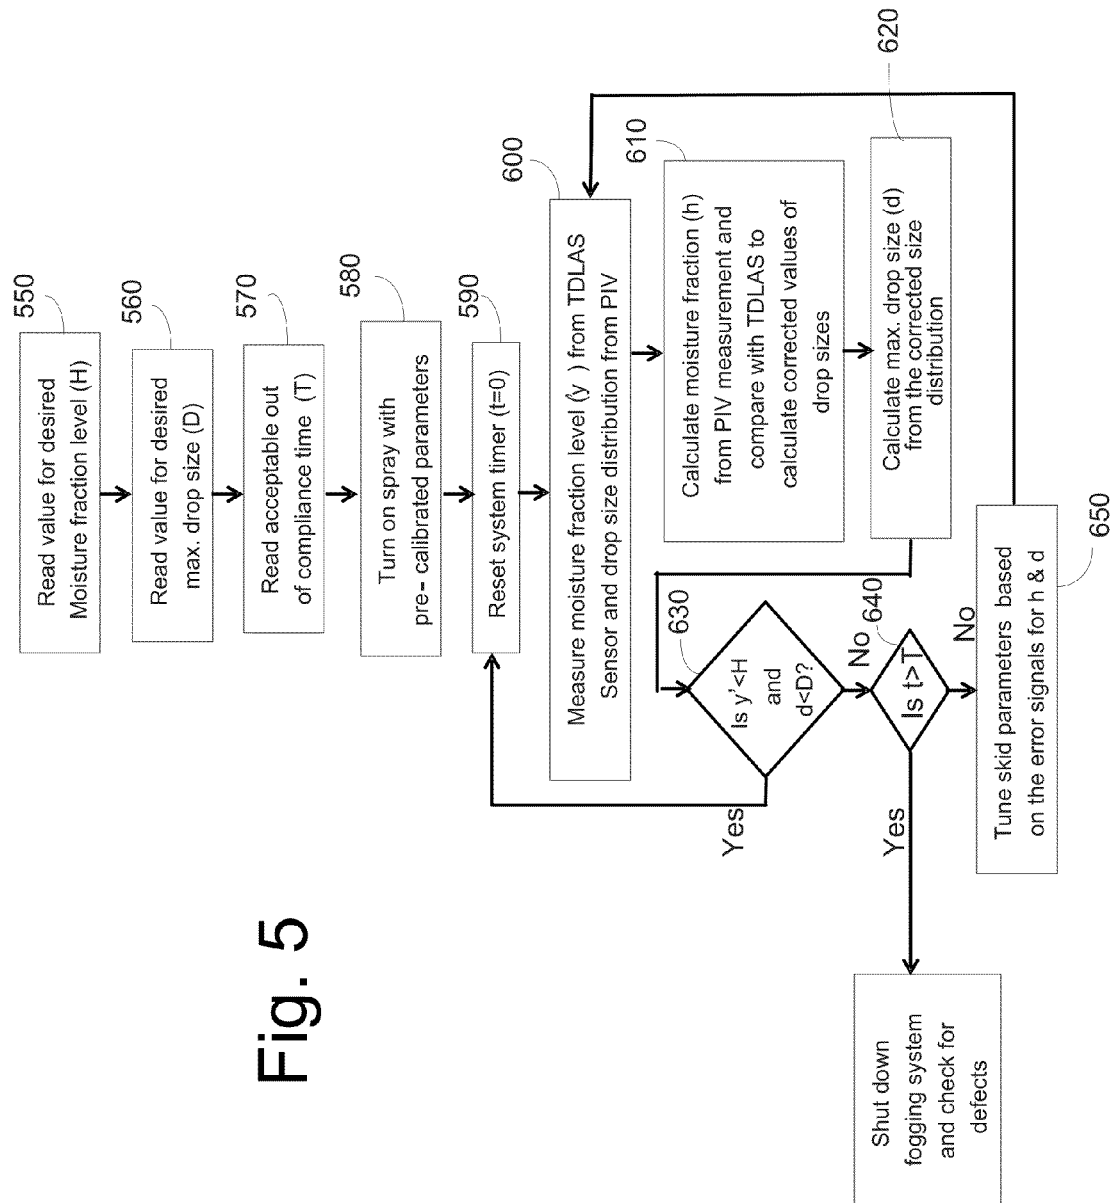 Read value for desired
Moisture fraction level (H)
550
Read value for desired
max. drop size (D)
560
Read acceptable out
of compliance time (T)
570
Turn on spray with
pre- calibrated parameters
580
Reset system timer (t=0)
590
Measure moisture fraction level (y ) from TDLAS
Sensor and drop size distribution from PIV
600
Calculate moisture fraction (h)
from PIV measurement and
compare with TDLAS to
calculate corrected values of
drop sizes
610
Calculate max. drop size (d)
from the corrected size
distribution
620
Is y'<H
and
d<D?
630
Yes
No
Is t> T
640
Yes
No
Tune skid parameters based
on the error signals for h & d
650
Shut down
fogging system
and check for
defects
Fig. 5